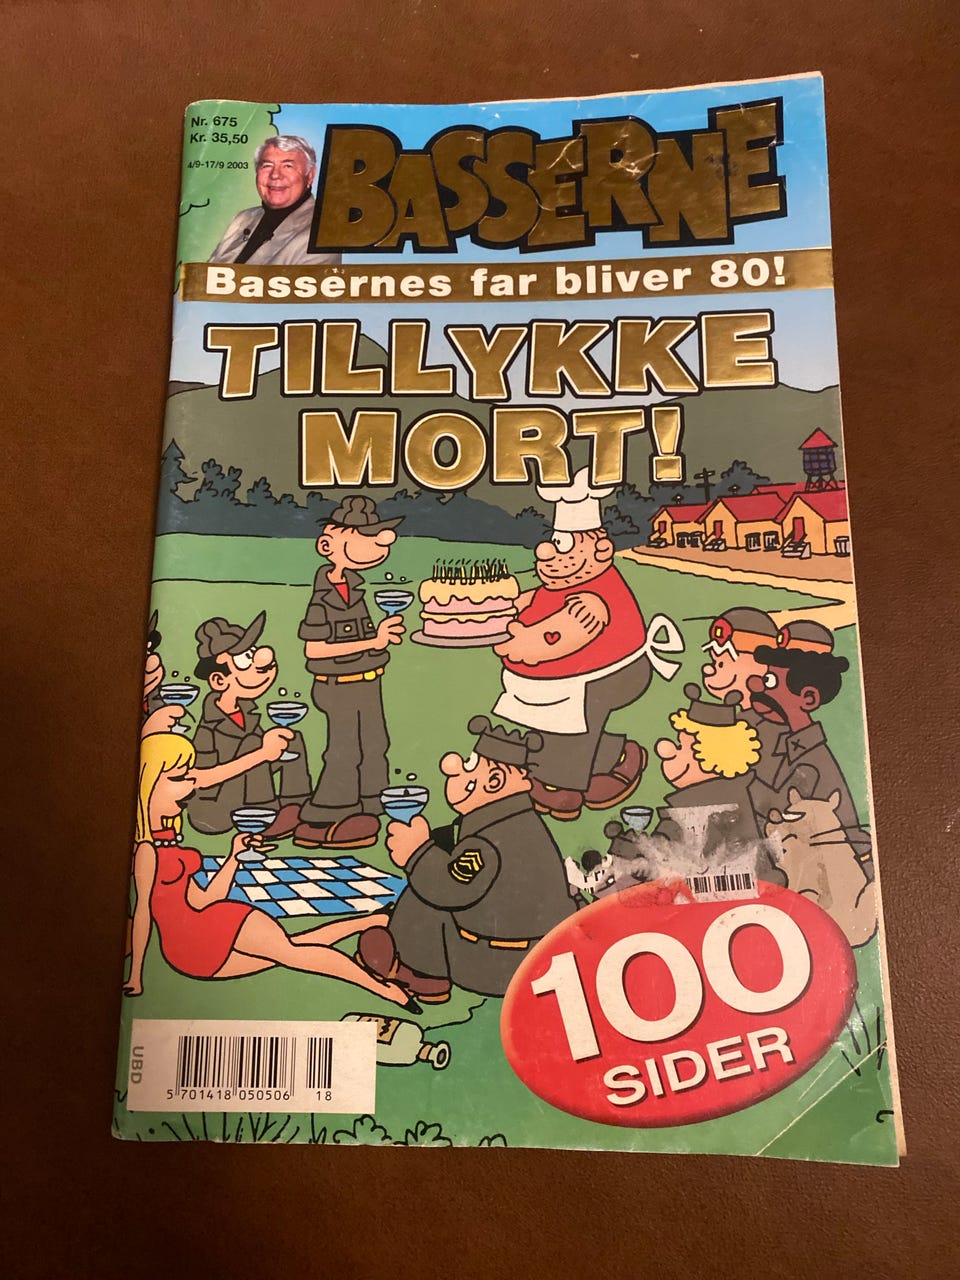 Nr. 675
Kr. 35,50
4/9-17/9 2003
BASSERNE
Bassernes far bliver 80!
TILLYKKE
MORT!
100
SIDER
UBD
5 701418 050506 18